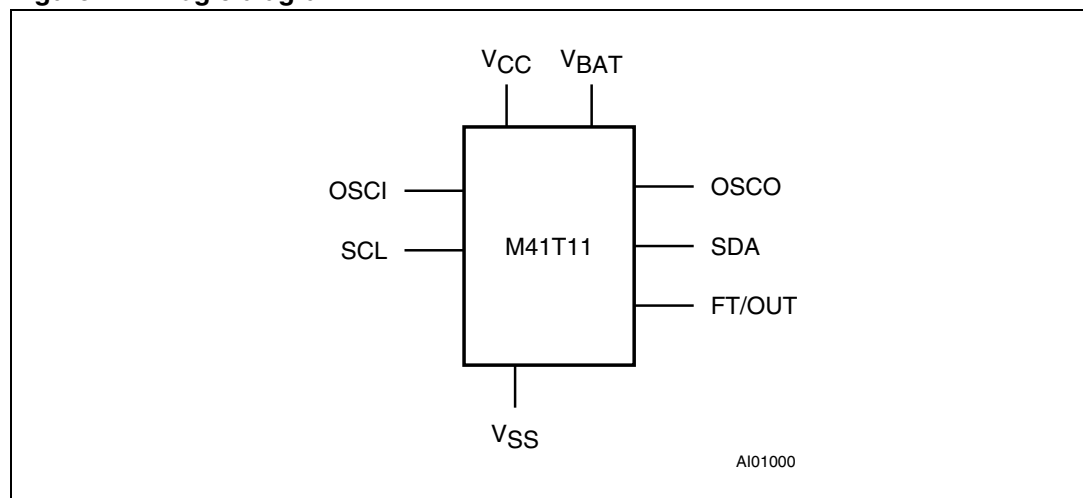 VCC VBAT
OSCI OSCO
SCL M41T11 SDA
FT/OUT
VSS
AI01000